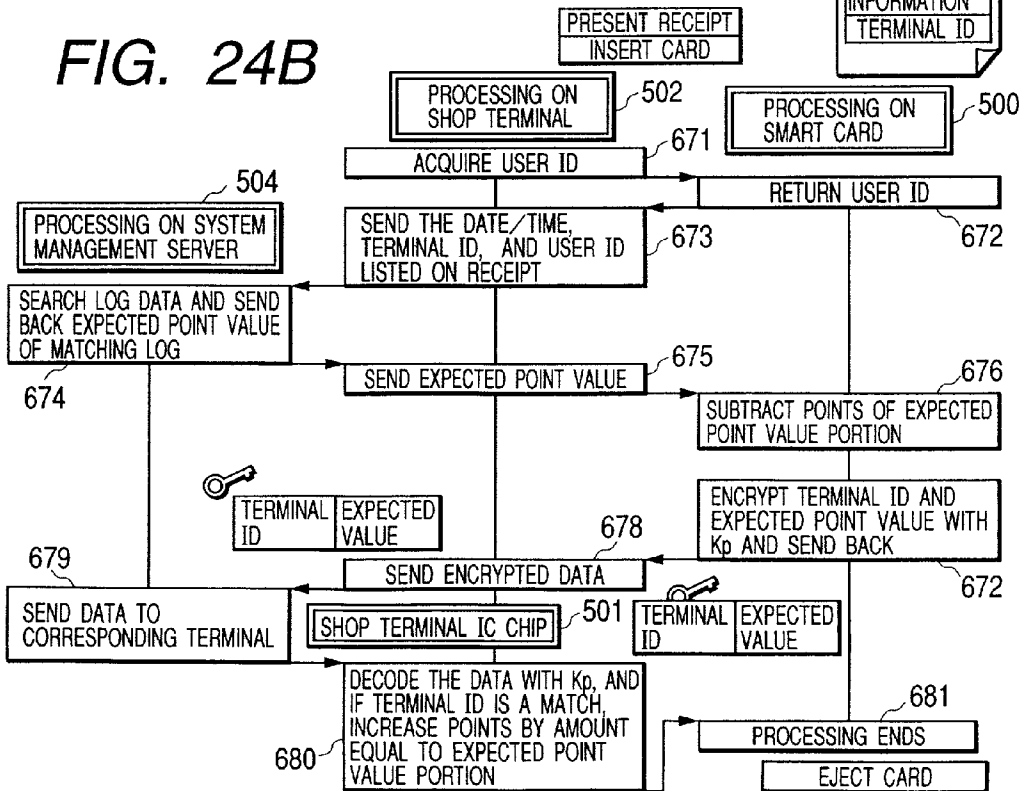 INFORMATION
TERMINAL ID
PRESENT RECEIPT
INSERT CARD
FIG. 24B
PROCESSING ON
SHOP TERMINAL
502
PROCESSING ON
SMART CARD
500
671
ACQUIRE USER ID
RETURN USER ID
672
504
PROCESSING ON SYSTEM
MANAGEMENT SERVER
SEND THE DATE/TIME,
TERMINAL ID, AND USER ID
LISTED ON RECEIPT
673
SEARCH LOG DATA AND SEND
BACK EXPECTED POINT VALUE
OF MATCHING LOG
674
675
SEND EXPECTED POINT VALUE
676
SUBTRACT POINTS OF EXPECTED
POINT VALUE PORTION
TERMINAL ID
EXPECTED VALUE
ENCRYPT TERMINAL ID AND
EXPECTED POINT VALUE WITH
Kp AND SEND BACK
672
678
SEND ENCRYPTED DATA
679
SEND DATA TO
CORRESPONDING TERMINAL
SHOP TERMINAL IC CHIP
501
TERMINAL ID
EXPECTED VALUE
DECODE THE DATA WITH Kp, AND
IF TERMINAL ID IS A MATCH,
INCREASE POINTS BY AMOUNT
EQUAL TO EXPECTED POINT
VALUE PORTION
680
681
PROCESSING ENDS
EJECT CARD